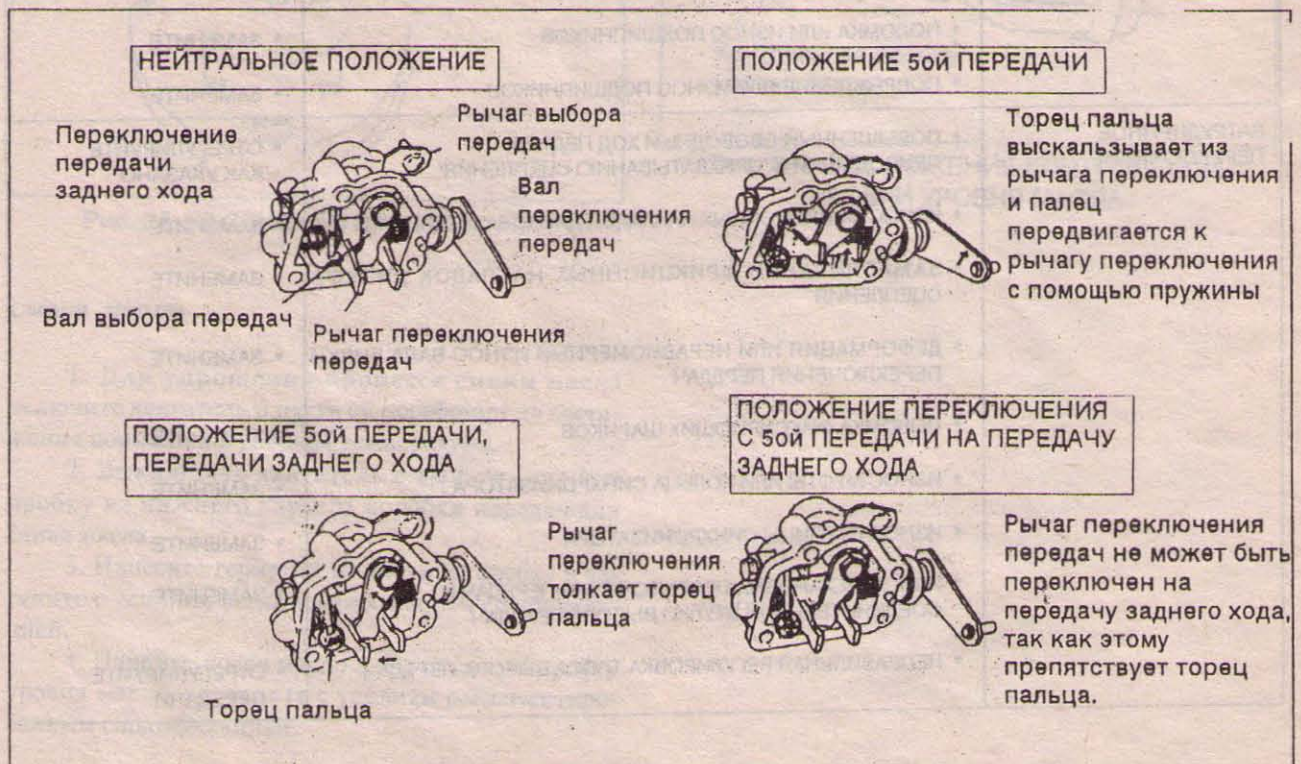 НЕЙТРАЛЬНОЕ ПОЛОЖЕНИЕ
Переключение
передачи
заднего хода
Рычаг выбора
передач
Вал
переключения
передач
Вал выбора передач
Рычаг переключения
передач
ПОЛОЖЕНИЕ 5ой ПЕРЕДАЧИ
Торец пальца
выскальзывает из
рычага переключения
и палец
передвигается к
рычагу переключения
с помощью пружины
ПОЛОЖЕНИЕ 5ой ПЕРЕДАЧИ,
ПЕРЕДАЧИ ЗАДНЕГО ХОДА
Рычаг
переключения
толкает торец
пальца
Торец пальца
ПОЛОЖЕНИЕ ПЕРЕКЛЮЧЕНИЯ
С 5ой ПЕРЕДАЧИ НА ПЕРЕДАЧУ
ЗАДНЕГО ХОДА
Рычаг переключения
передач не может быть
переключен на
передачу заднего хода,
так как этому
препятствует торец
пальца.